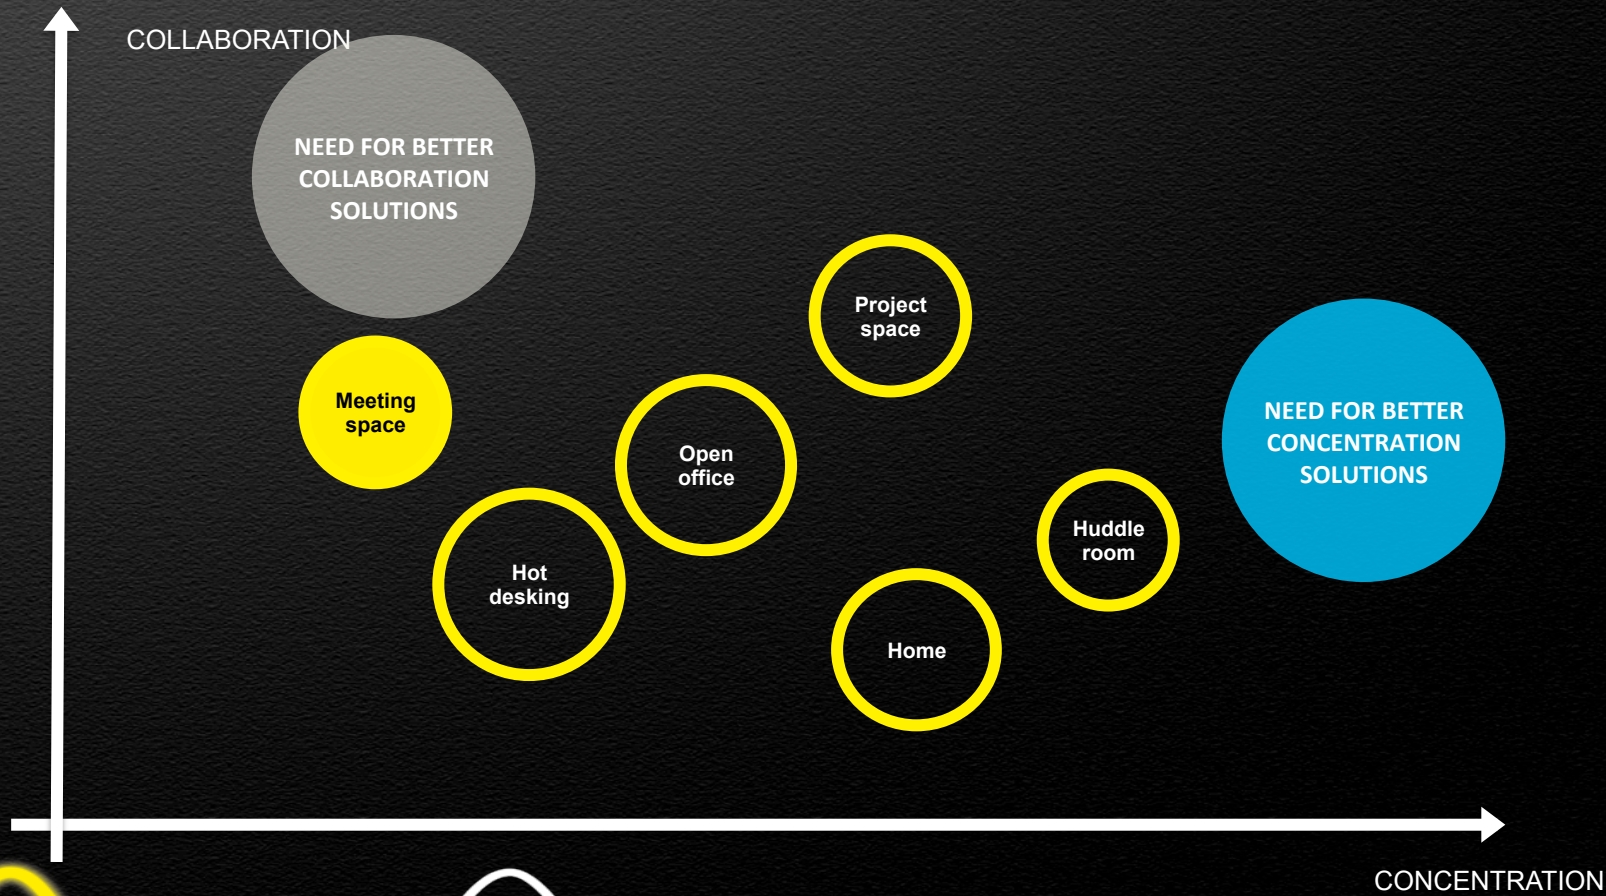 COLLABORATION
NEED FOR BETTER
COLLABORATION
SOLUTIONS
Project
space
Meeting
space
NEED FOR BETTER
CONCENTRATION
SOLUTIONS
Open
office
Huddle
room
Hot
desking
Home
CONCENTRATION